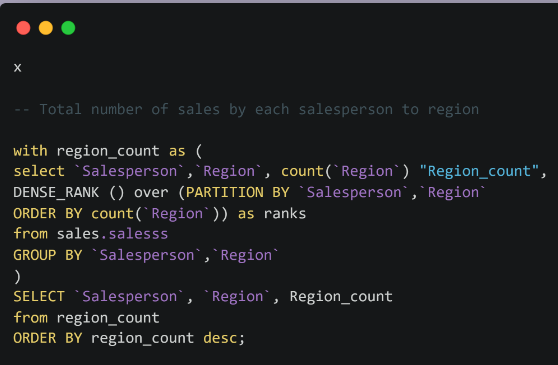 x
-- Total number of sales by each salesperson to region
with region_count as (
select `Salesperson`,`Region`, count(`Region`) "Region_count",
DENSE_RANK () over (PARTITION BY `Salesperson`,`Region`
ORDER BY count(`Region`)) as ranks
from sales.salesss
GROUP BY `Salesperson`,`Region`
)
SELECT `Salesperson`, `Region`, Region_count
from region_count
ORDER BY region_count desc;